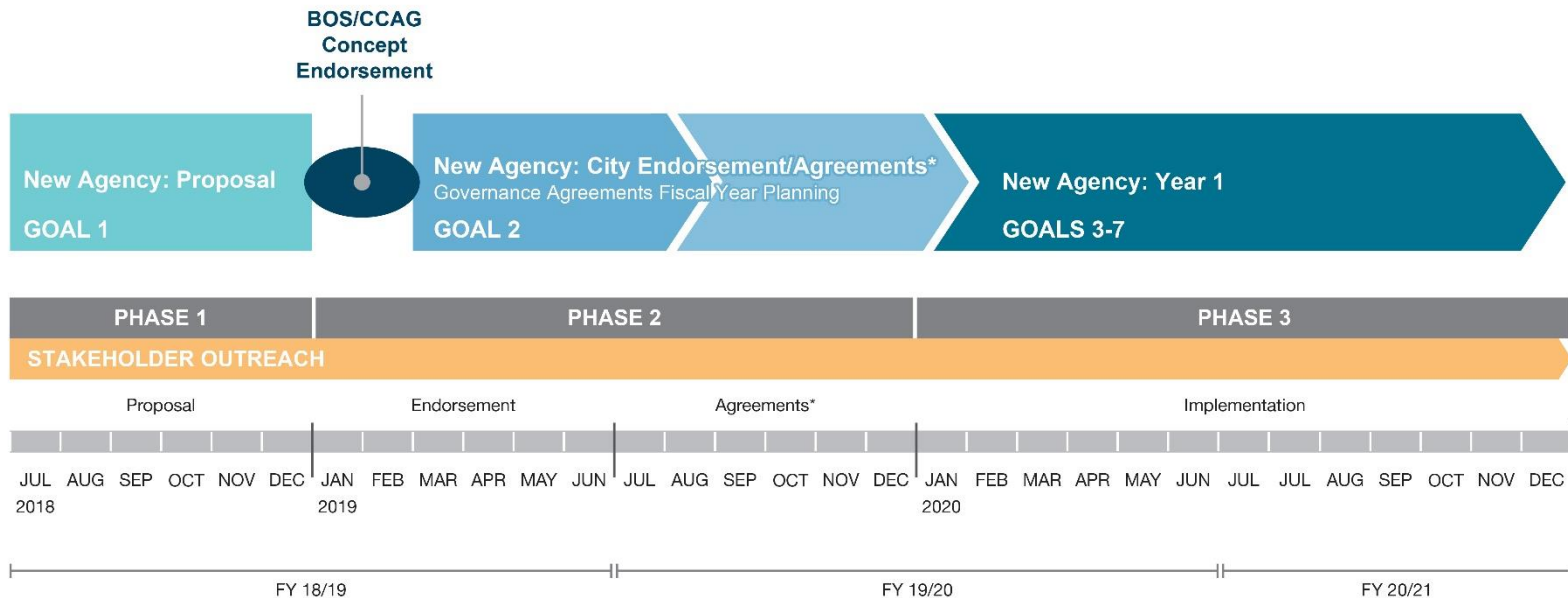 BOS/CCAG
Concept
Endorsement
New Agency: Proposal
GOAL 1
New Agency: City Endorsement/Agreements*
Governance Agreements Fiscal Year Planning
GOAL 2
New Agency: Year 1
GOALS 3-7
PHASE 1 PHASE 2 PHASE 3
STAKEHOLDER OUTREACH
Proposal Endorsement Agreements* Implementation
JUL AUG SEP OCT NOV DEC JAN FEB MAR APR MAY JUN JUL AUG SEP OCT NOV DEC JAN FEB MAR APR MAY JUN JUL JUL AUG SEP OCT NOV DEC
2018 2019 2020
FY 18/19 FY 19/20 FY 20/21